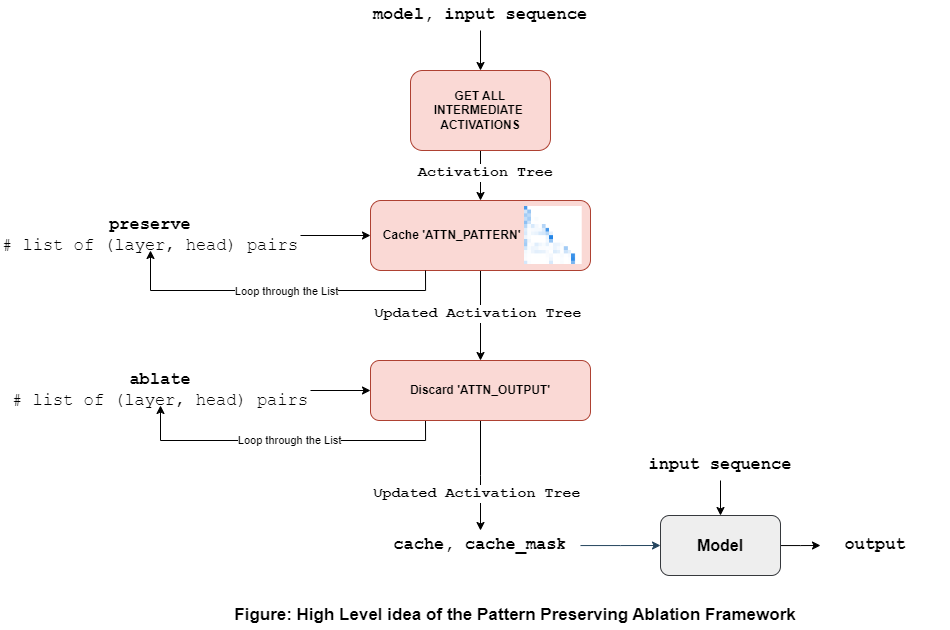 model, input sequence
GET ALL
INTERMEDIATE
ACTIVATIONS
Activation Tree
preserve
# list of (layer, head) pairs
Cache 'ATTN_PATTERN'
Loop through the List
Updated Activation Tree
ablate
# list of (layer, head) pairs
Discard 'ATTN_OUTPUT'
Loop through the List
Updated Activation Tree
input sequence
cache, cache_mask
Model
output
Figure: High Level idea of the Pattern Preserving Ablation Framework